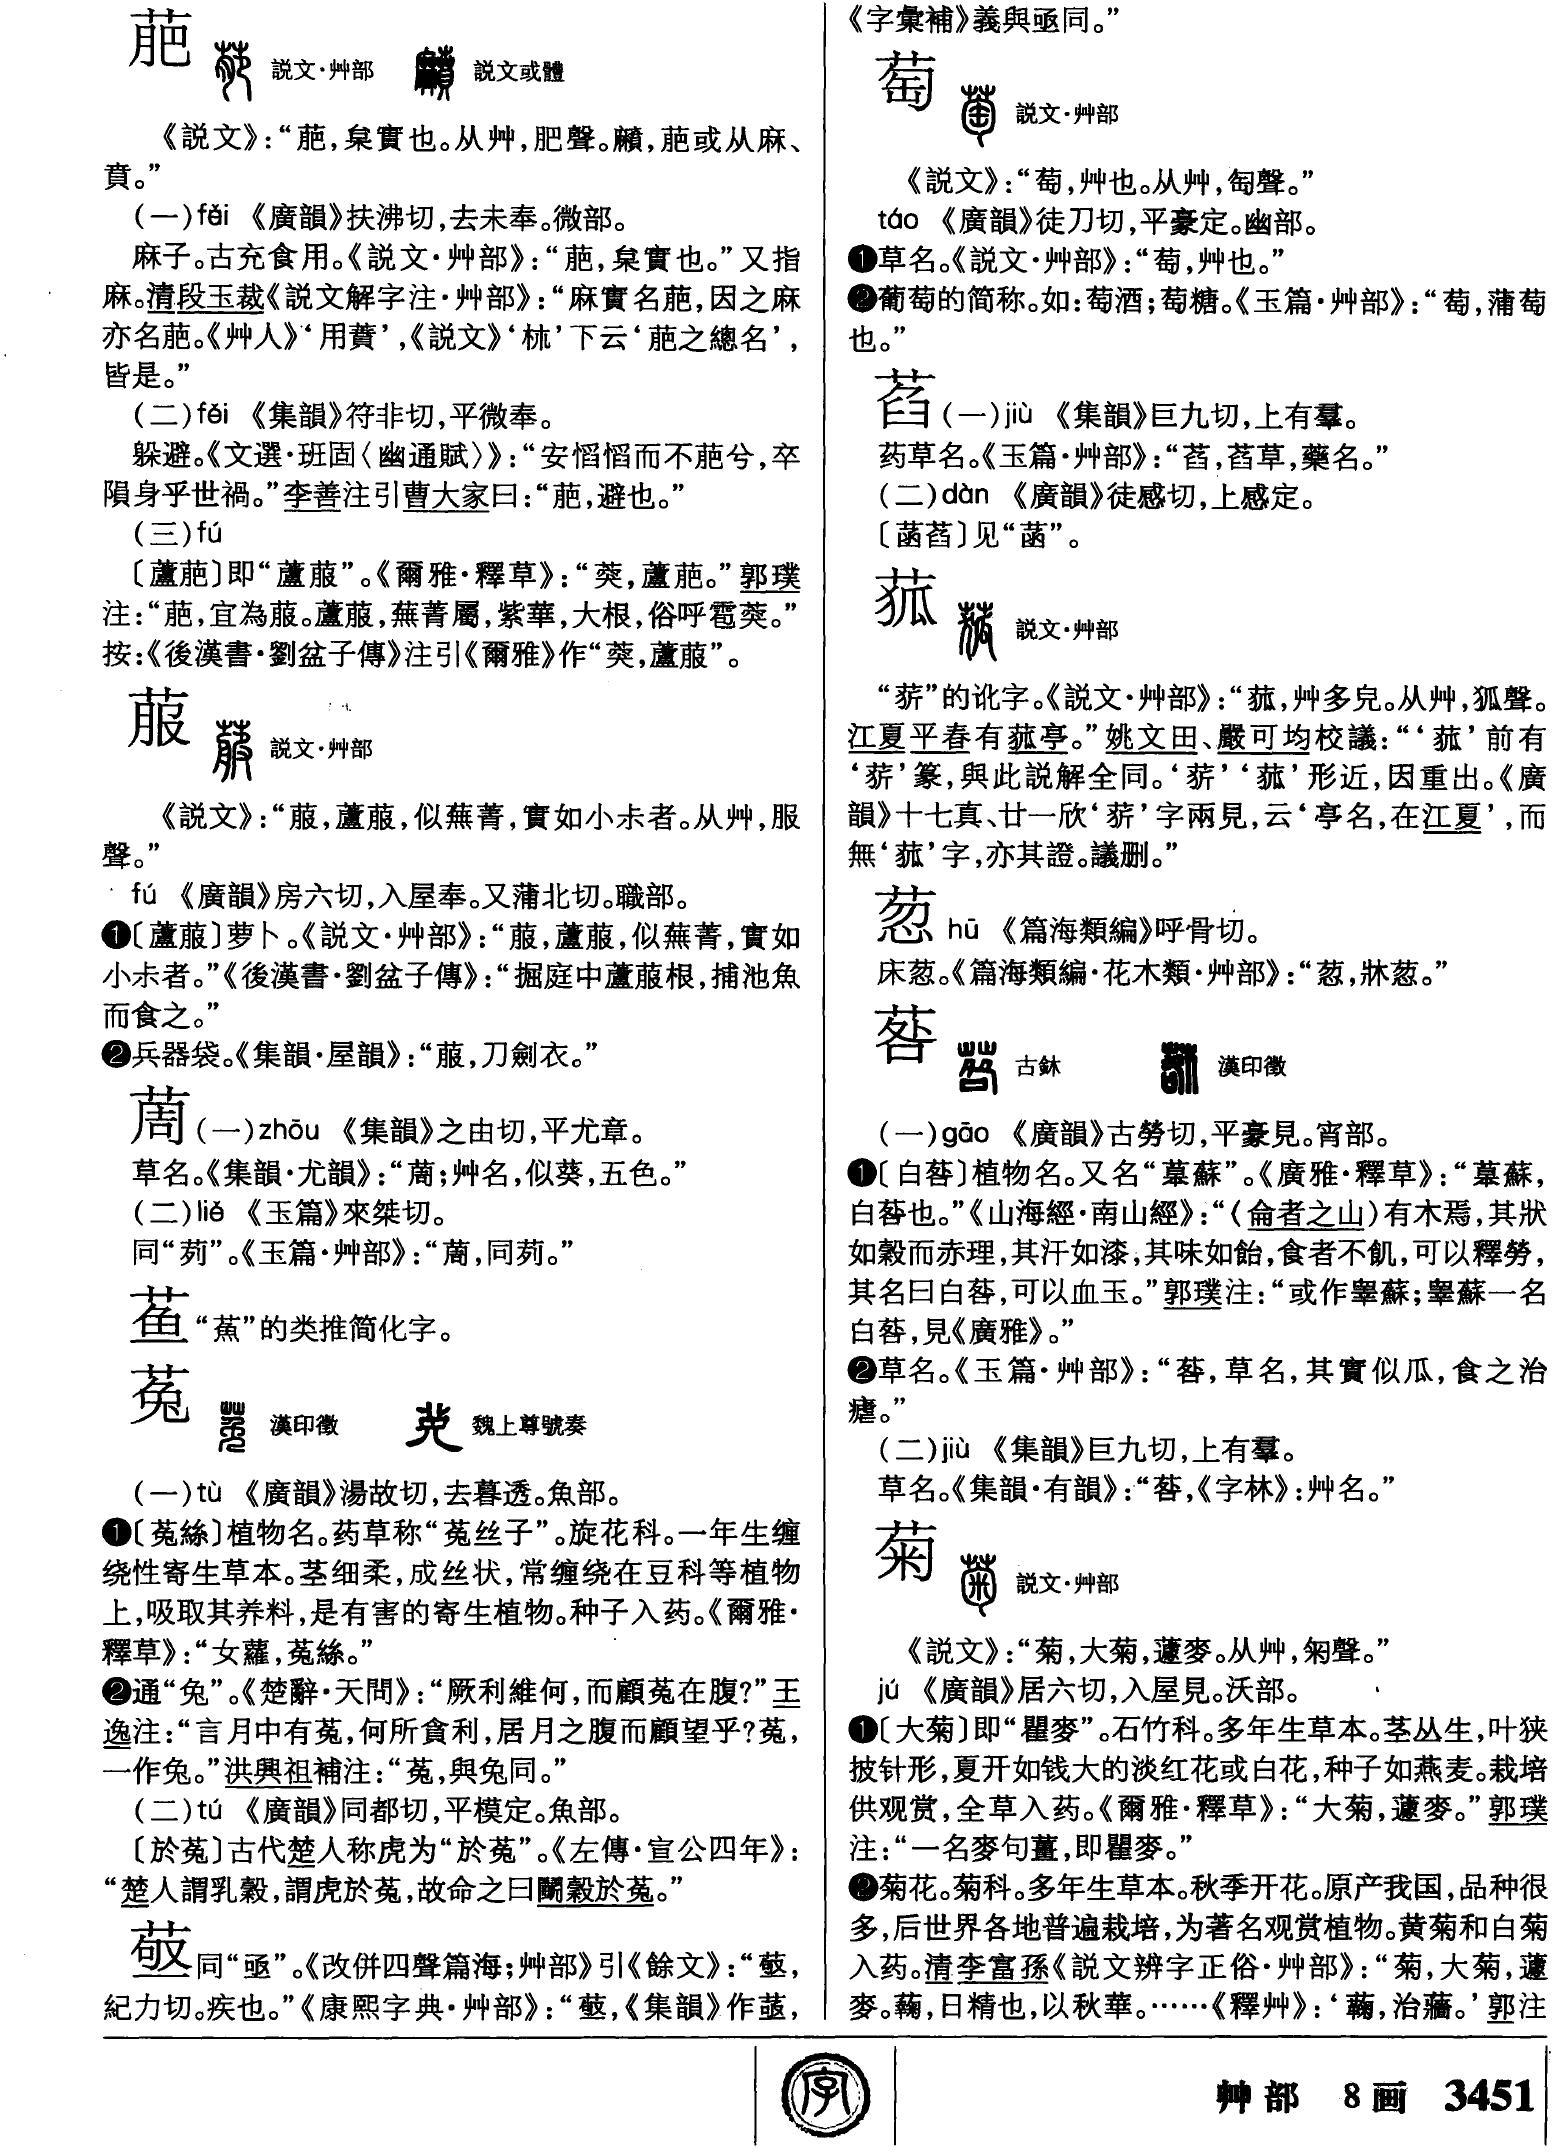 萉 説文·艸部 説文或體
《説文》：“萉，枲實也。从艸，肥聲。𪎰，萉或从麻、
賁。”
(一)fěi 《廣韻》扶沸切，去未奉。微部。
麻子。古充食用。《説文·艸部》：“萉，枲實也。”又指
麻。清段玉裁《説文解字注·艸部》：“麻實名萉，因之麻
亦名萉。《艸人》‘用蕡’，《説文》‘𣏟’下云‘萉之總名’，
皆是。”
(二)féi 《集韻》符非切，平微奉。
躲避。《文選·班固〈幽通賦〉》：“安慆慆而不萉兮，卒
隕身乎世禍。”李善注引曹大家曰：“萉，避也。”
(三)fú
〔蘆萉〕即“蘆菔”。《爾雅·釋草》：“葖，蘆萉。”郭璞
注：“萉，宜為菔。蘆菔，蕪菁屬，紫華，大根，俗呼雹葖。”
按：《後漢書·劉盆子傳》注引《爾雅》作“葖，蘆菔”。
菔 説文·艸部
《説文》：“菔，蘆菔，似蕪菁，實如小尗者。从艸，服
聲。”
fú 《廣韻》房六切，入屋奉。又蒲北切。職部。
❶〔蘆菔〕萝卜。《説文·艸部》：“菔，蘆菔，似蕪菁，實如
小尗者。”《後漢書·劉盆子傳》：“掘庭中蘆菔根，捕池魚
而食之。”
❷兵器袋。《集韻·屋韻》：“菔，刀劍衣。”
菷(一)zhōu 《集韻》之由切，平尤章。
草名。《集韻·尤韻》：“；艸名，似葵，五色。”
(二)liě 《玉篇》來桀切。
同“茢”。《玉篇·艸部》：“，同茢。”
“䕎”的类推简化字。
菟 漢印徵 魏上尊號奏
(一)tù 《廣韻》湯故切，去暮透。魚部。
❶〔菟絲〕植物名。药草称“菟丝子”。旋花科。一年生缠
绕性寄生草本。茎细柔，成丝状，常缠绕在豆科等植物
上，吸取其养料，是有害的寄生植物。种子入药。《爾雅·
釋草》：“女蘿，菟絲。”
❷通“兔”。《楚辭·天問》：“厥利維何，而顧菟在腹?”王
逸注：“言月中有菟，何所貪利，居月之腹而顧望乎?菟，
一作兔。”洪興祖補注：“菟，與兔同。”
(二)tú 《廣韻》同都切，平模定。魚部。
〔於菟〕古代楚人称虎为“於菟”。《左傳·宣公四年》：
“楚人謂乳穀，謂虎於菟，故命之曰鬭穀於菟。”
同“亟”。《改併四聲篇海；艸部》引《餘文》：“，
紀力切。疾也。”《康熙字典·艸部》：“，《集韻》作，
《字彙補》義與亟同。”
萄 説文·艸部
《説文》：“萄，艸也。从艸，匋聲。”
táo 《廣韻》徒刀切，平豪定。幽部。
❶草名。《説文·艸部》：“萄，艸也。”
❷葡萄的简称。如：萄酒；萄糖。《玉篇·艸部》：“萄，蒲萄
也。”
萏(一)jiù 《集韻》巨九切，上有羣。
药草名。《玉篇·艸部》：“，草，藥名。”
(二)dàn 《廣韻》徒感切，上感定。
〔菡萏〕见“菡”。
菰 説文·艸部
“菥”的讹字。《説文·艸部》：“，艸多皃。从艸，狐聲。
江夏平春有亭。”姚文田、嚴可均校議：“‘’前有
‘’篆，與此説解全同。‘’‘’形近，因重出。《廣
韻》十七真、廿一欣‘’字兩見，云‘亭名，在江夏’，而
無‘’字，亦其證。議删。”
hū 《篇海類編》呼骨切。
床䓤。《篇海類編·花木類·艸部》：“䓤，牀䓤。”
䓘 古鉥 漢印徵
(一)gāo 《廣韻》古勞切，平豪見。宵部。
❶〔白䓘〕植物名。又名“蓽蘇”。《廣雅·釋草》：“蘇，
白䓘也。”《山海經·南山經》：“(侖者之山)有木焉，其狀
如榖而赤理，其汗如漆，其味如飴，食者不飢，可以釋勞，
其名曰白䓘，可以血玉。”郭璞注：“或作睾蘇；睾蘇一名
白䓘，見《廣雅》。”
❷草名。《玉篇·艸部》：“䓘，草名，其實似瓜，食之治
瘧。”
(二)jiù 《集韻》巨九切，上有羣。
草名。《集韻·有韻》：“䓘，《字林》：艸名。”
菊 説文·艸部
《説文》：“菊，大菊，蘧麥。从艸，匊聲。”
jú 《廣韻》居六切，入屋見。沃部。
❶〔大菊〕即“瞿麥”。石竹科。多年生草本。茎丛生，叶狭
披针形，夏开如钱大的淡红花或白花，种子如燕麦。栽培
供观赏，全草入药。《爾雅·釋草》：“大菊，蘧麥。”郭璞
注：“一名麥句薑，即瞿麥。”
❷菊花。菊科。多年生草本。秋季开花。原产我国，品种很
多，后世界各地普遍栽培，为著名观赏植物。黄菊和白菊
入药。清李富孫《説文辨字正俗·艸部》：“菊，大菊，蘧
麥。蘜，日精也，以秋華。……《釋艸》：‘蘜，治蘠。’郭注
字
艸部 8画 3451